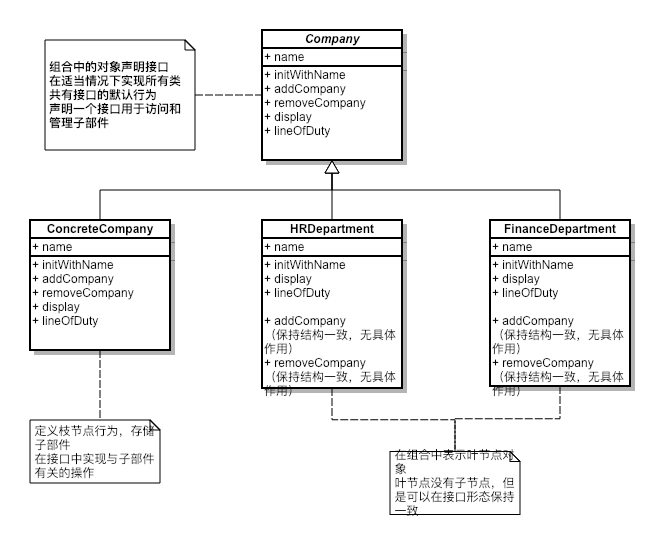 Company
+ name
+ initWithName
+ addCompany
+ removeCompany
+ display
+ lineOfDuty
组合中的对象声明接口
在适当情况下实现所有类
共有接口的默认行为
声明一个接口用于访问和
管理子部件
ConcreteCompany
+ name
+ initWithName
+ addCompany
+ removeCompany
+ display
+ lineOfDuty
HRDepartment
+ name
+ initWithName
+ display
+ lineOfDuty
+ addCompany
（保持结构一致，无具体
作用）
+ removeCompany
（保持结构一致，无具体
作用）
FinanceDepartment
+ name
+ initWithName
+ display
+ lineOfDuty
+ addCompany
（保持结构一致，无具体
作用）
+ removeCompany
（保持结构一致，无具体
作用）
定义枝节点行为，存储
子部件
在接口中实现与子部件
有关的操作
在组合中表示叶节点对
象
叶节点没有子节点，但
是可以在接口形态保持
一致